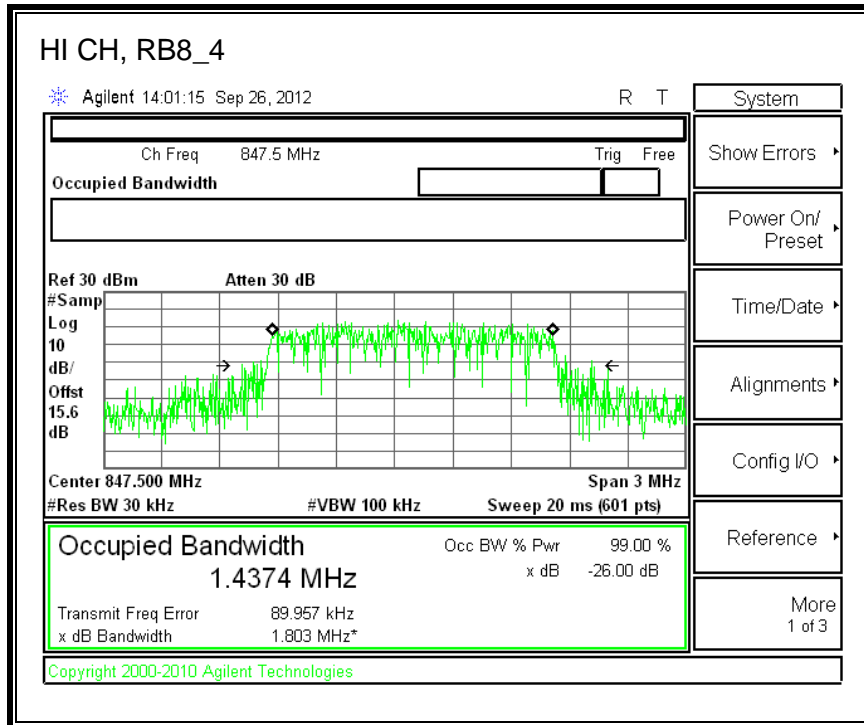 HI CH, RB8_4
Agilent 14:01:15 Sep 26, 2012 R T
System
Ch Freq 847.5 MHz Trig Free
Show Errors
Occupied Bandwidth
Power On/
Preset
Ref 30 dBm Atten 30 dB
#Samp
Log
10
dB/
Offst
15.6
dB
Time/Date
Alignments
Config I/O
Center 847.500 MHz Span 3 MHz
#Res BW 30 kHz #VBW 100 kHz Sweep 20 ms (601 pts)
Occupied Bandwidth Occ BW % Pwr 99.00 %
1.4374 MHz x dB -26.00 dB
Reference
Transmit Freq Error 89.957 kHz
x dB Bandwidth 1.803 MHz*
More
1 of 3
Copyright 2000-2010 Agilent Technologies